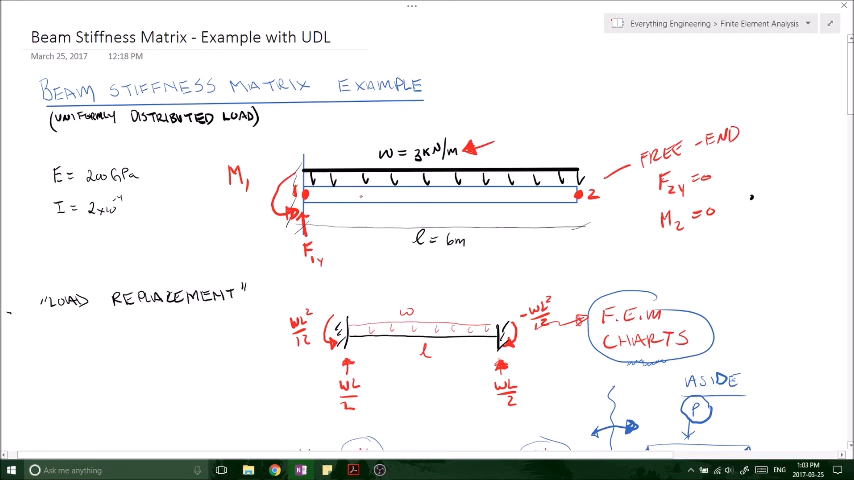 Everything Engineering > Finite Element Analysis
Beam Stiffness Matrix - Example with UDL
March 25, 2017 12:18 PM
BEAM STIFFNESS MATRIX EXAMPLE
(UNIFORMLY DISTRIBUTED LOAD)
E = 200GPa
I = 2x10⁻⁴
W = 3KN/m
M₁
1
2
F₁y
l = 6m
FREE-END
F₂y = 0
M₂ = 0
"LOAD REPLACEMENT"
WL²/12
W
-WL²/12
l
WL/2
WL/2
F.E.M
CHARTS
ASIDE
P
Ask me anything
1:03 PM
2017-03-25